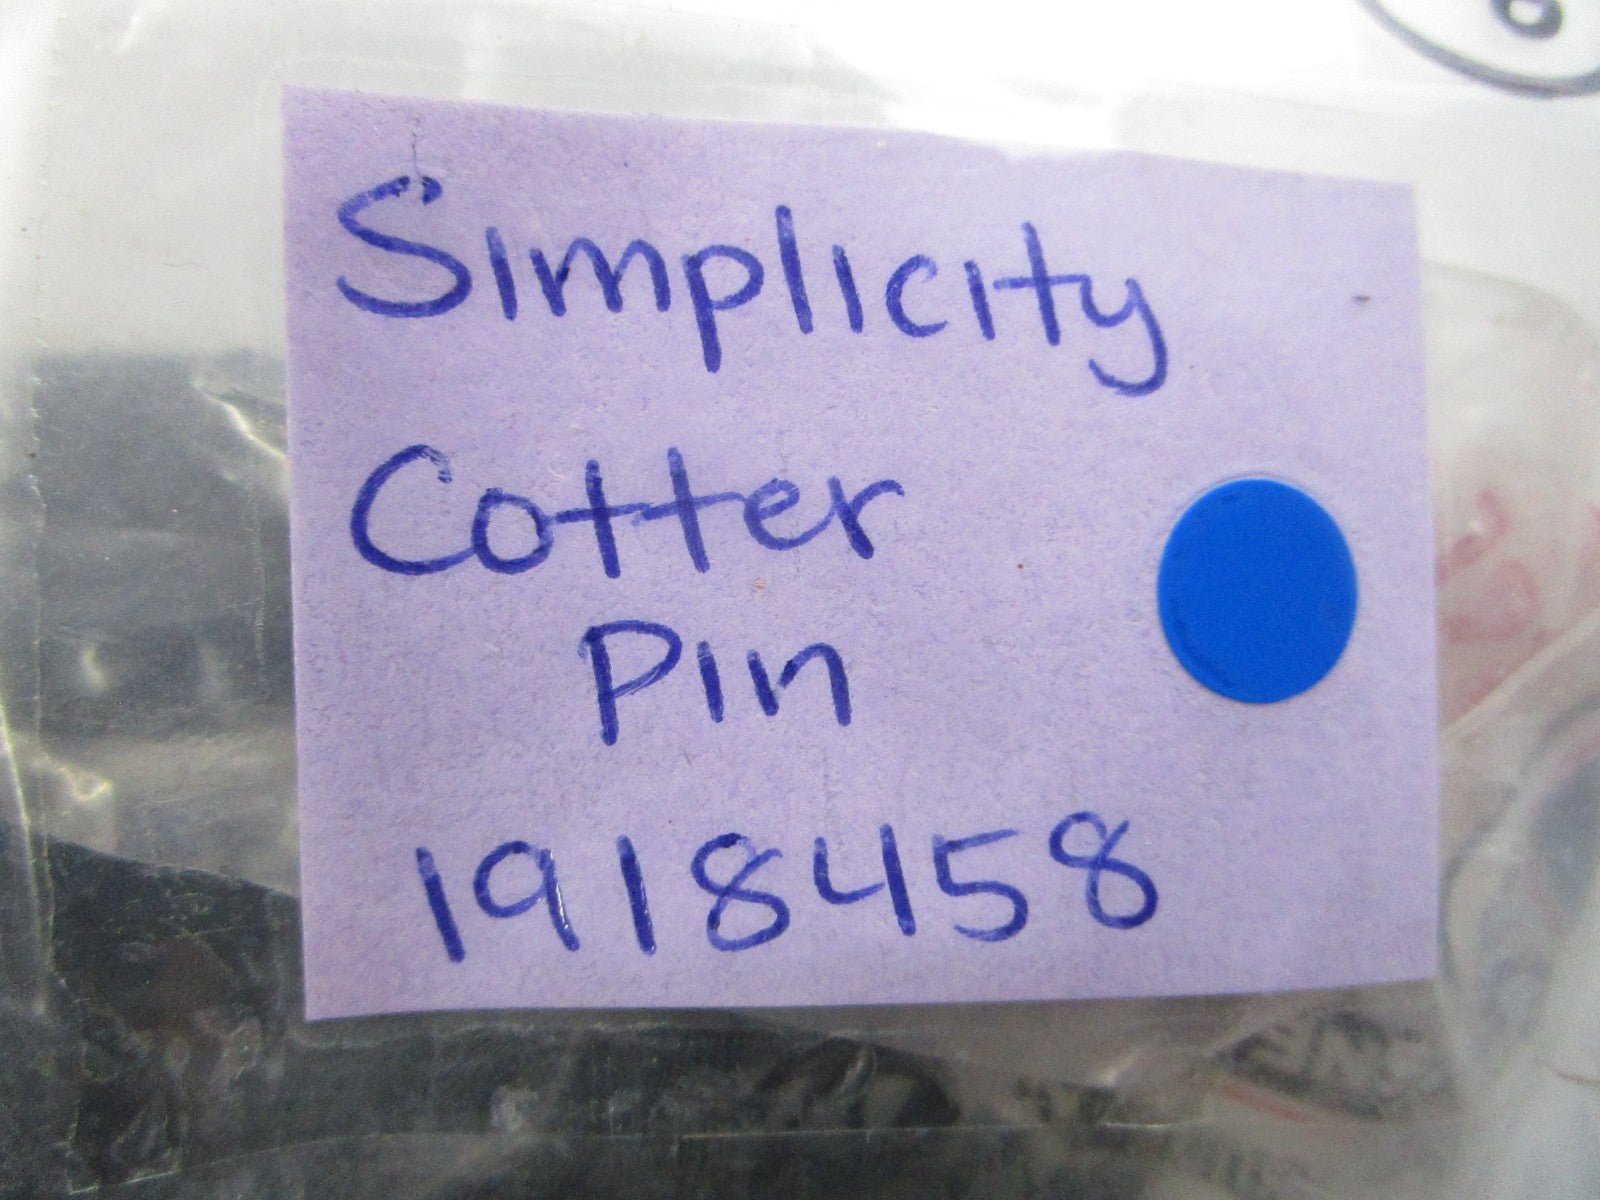 Simplicity
Cotter
Pin
1918458